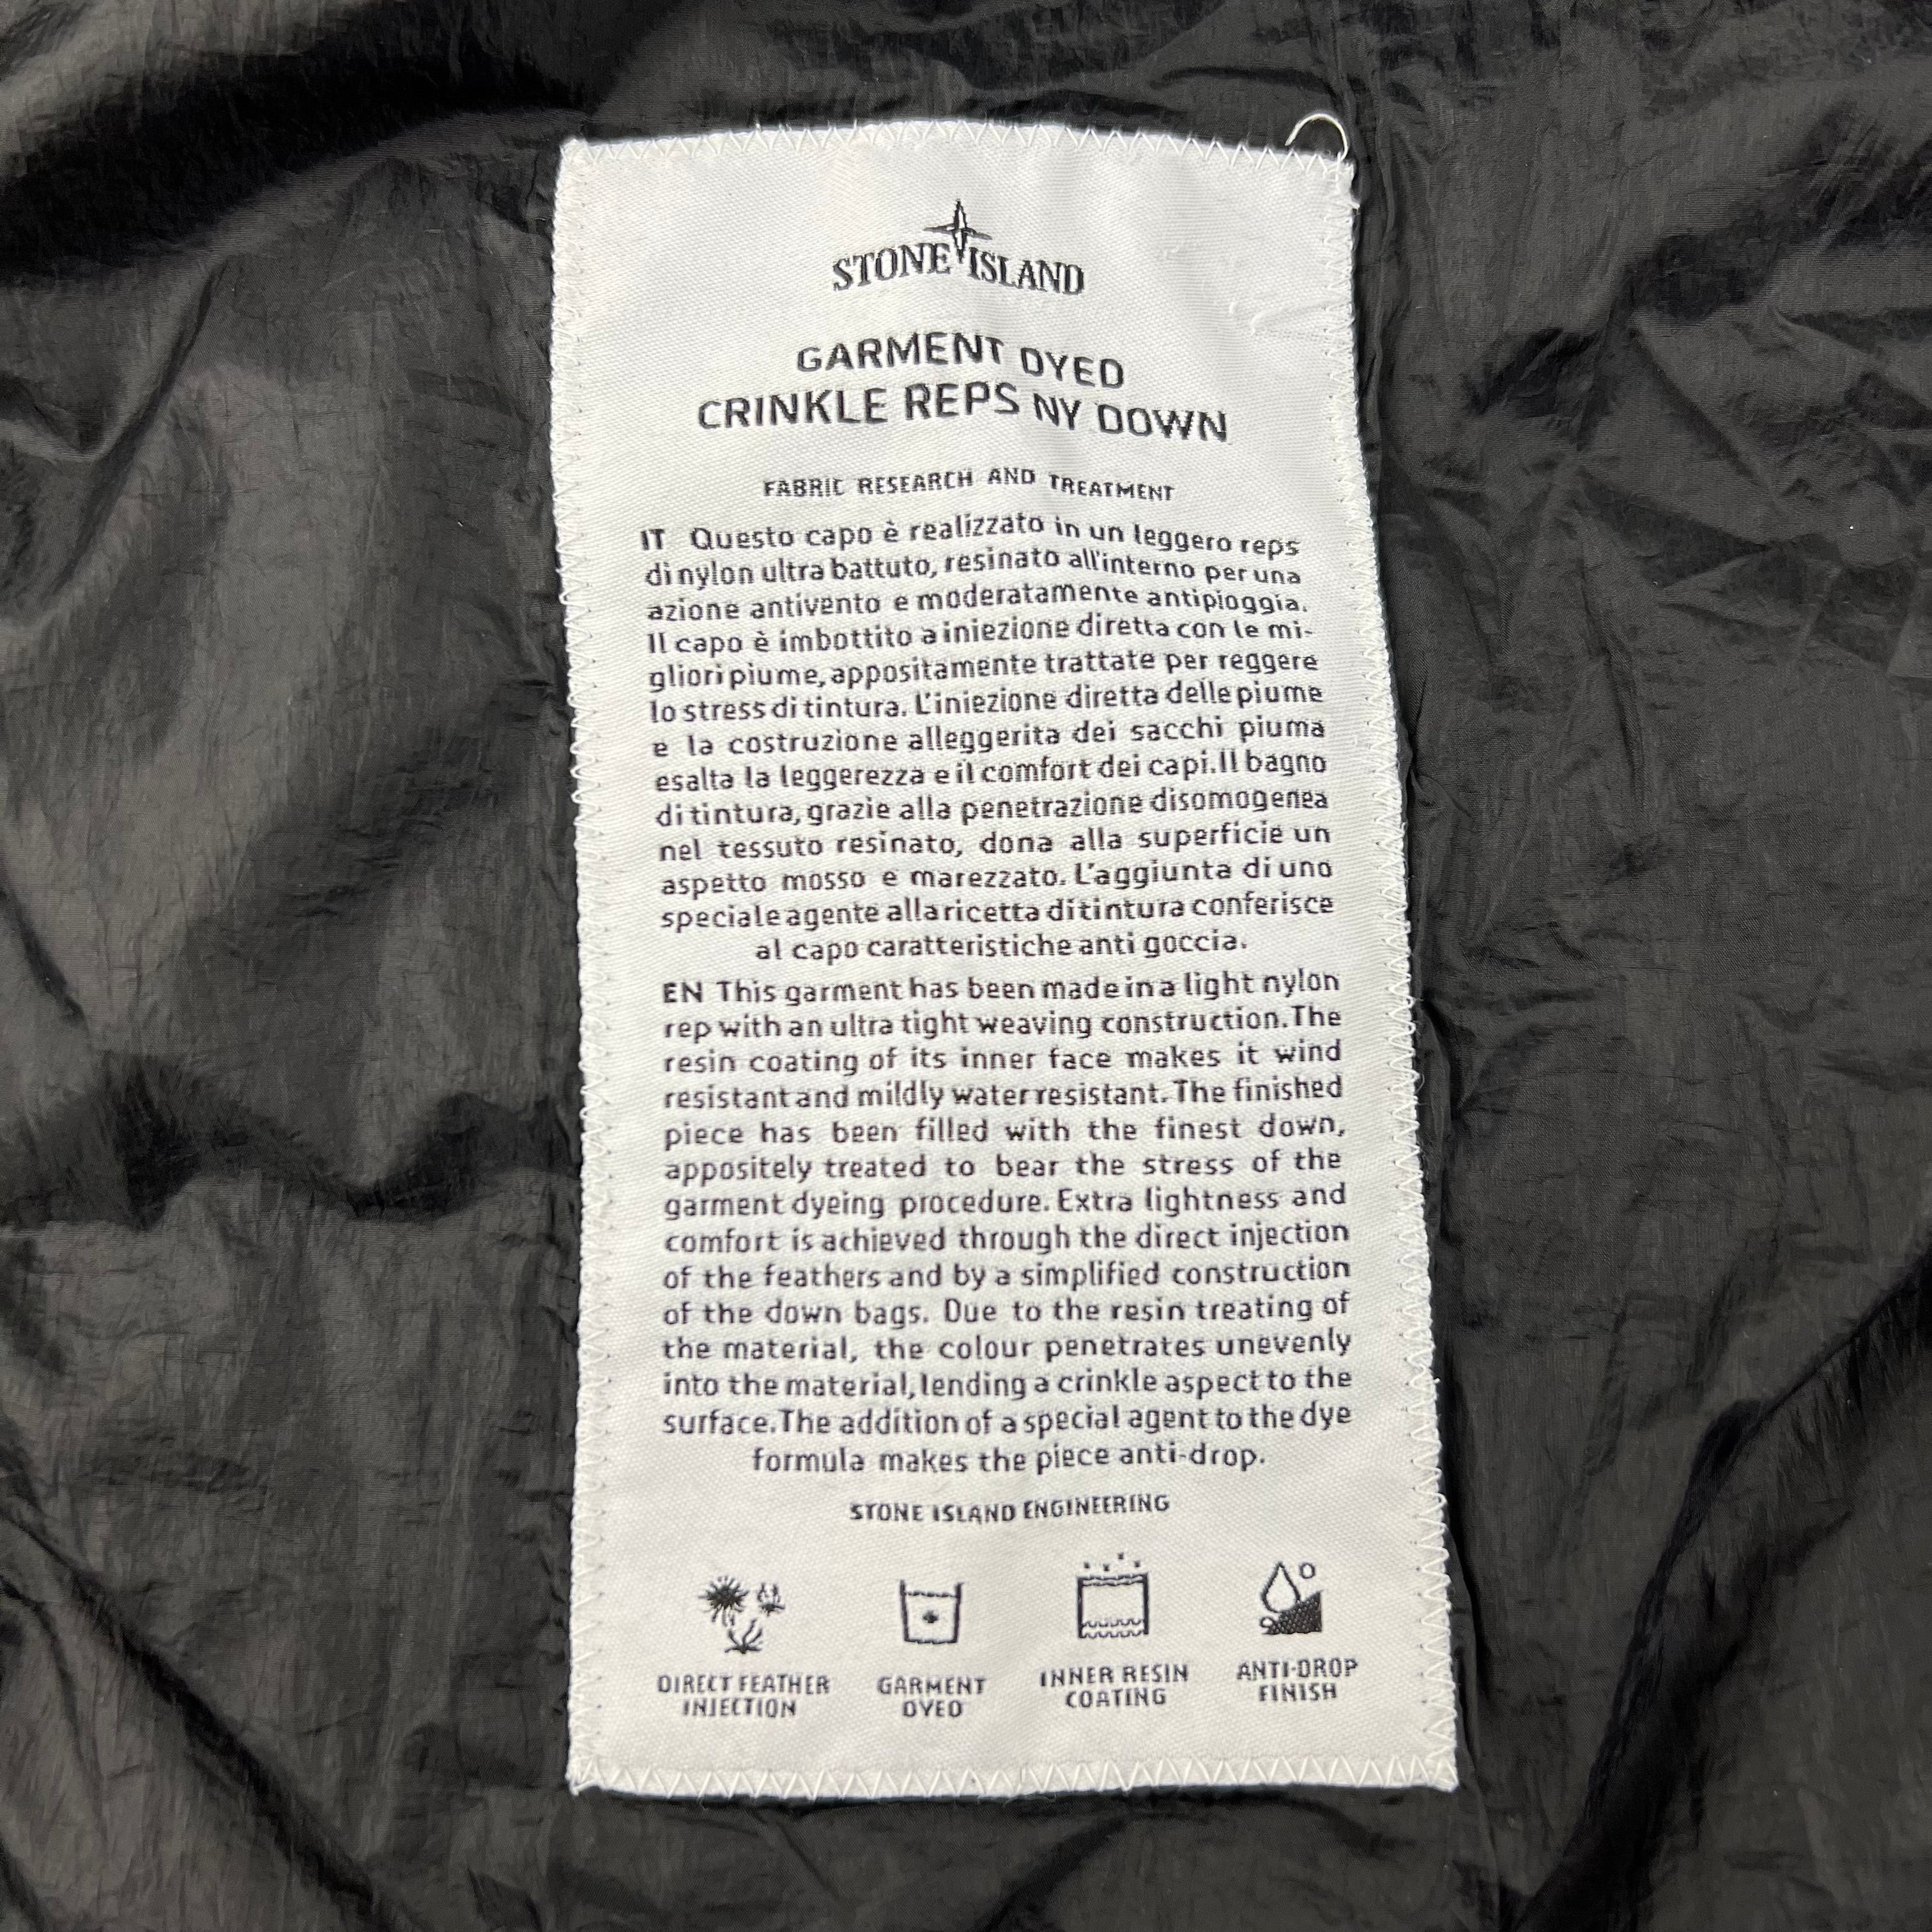 STONE ISLAND
GARMENT DYED
CRINKLE REPS NY DOWN
FABRIC RESEARCH AND TREATMENT
IT Questo capo è realizzato in un leggero reps
di nylon ultra battuto, resinato all'interno per una
azione antivento e moderatamente antipioggia.
Il capo è imbottito a iniezione diretta con le mi-
gliori piume, appositamente trattate per reggere
lo stress di tintura. L'iniezione diretta delle piume
e la costruzione alleggerita dei sacchi piuma
esalta la leggerezza e il comfort dei capi. Il bagno
di tintura, grazie alla penetrazione disomogenea
nel tessuto resinato, dona alla superficie un
aspetto mosso e marezzato. L'aggiunta di uno
speciale agente alla ricetta di tintura conferisce
al capo caratteristiche anti goccia.
EN This garment has been made in a light nylon
rep with an ultra tight weaving construction. The
resin coating of its inner face makes it wind
resistant and mildly water resistant. The finished
piece has been filled with the finest down,
appositely treated to bear the stress of the
garment dyeing procedure. Extra lightness and
comfort is achieved through the direct injection
of the feathers and by a simplified construction
of the down bags. Due to the resin treating of
the material, the colour penetrates unevenly
into the material, lending a crinkle aspect to the
surface. The addition of a special agent to the dye
formula makes the piece anti-drop.
STONE ISLAND ENGINEERING
DIRECT FEATHER
INJECTION
GARMENT
DYED
INNER RESIN
COATING
ANTI-DROP
FINISH